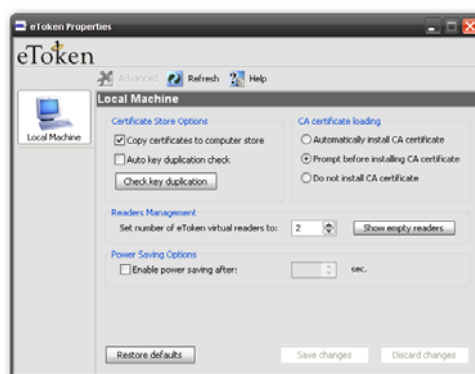 eToken Properties
eToken
Advanced
Refresh
Help
Local Machine
Local Machine
Certificate Store Options
Copy certificates to computer store
Auto key duplication check
Check key duplication
CA certificate loading
Automatically install CA certificate
Prompt before installing CA certificate
Do not install CA certificate
Readers Management
Set number of eToken virtual readers to: 2 Show empty readers
Power Saving Options
Enable power saving after: sec.
Restore defaults Save changes Discard changes